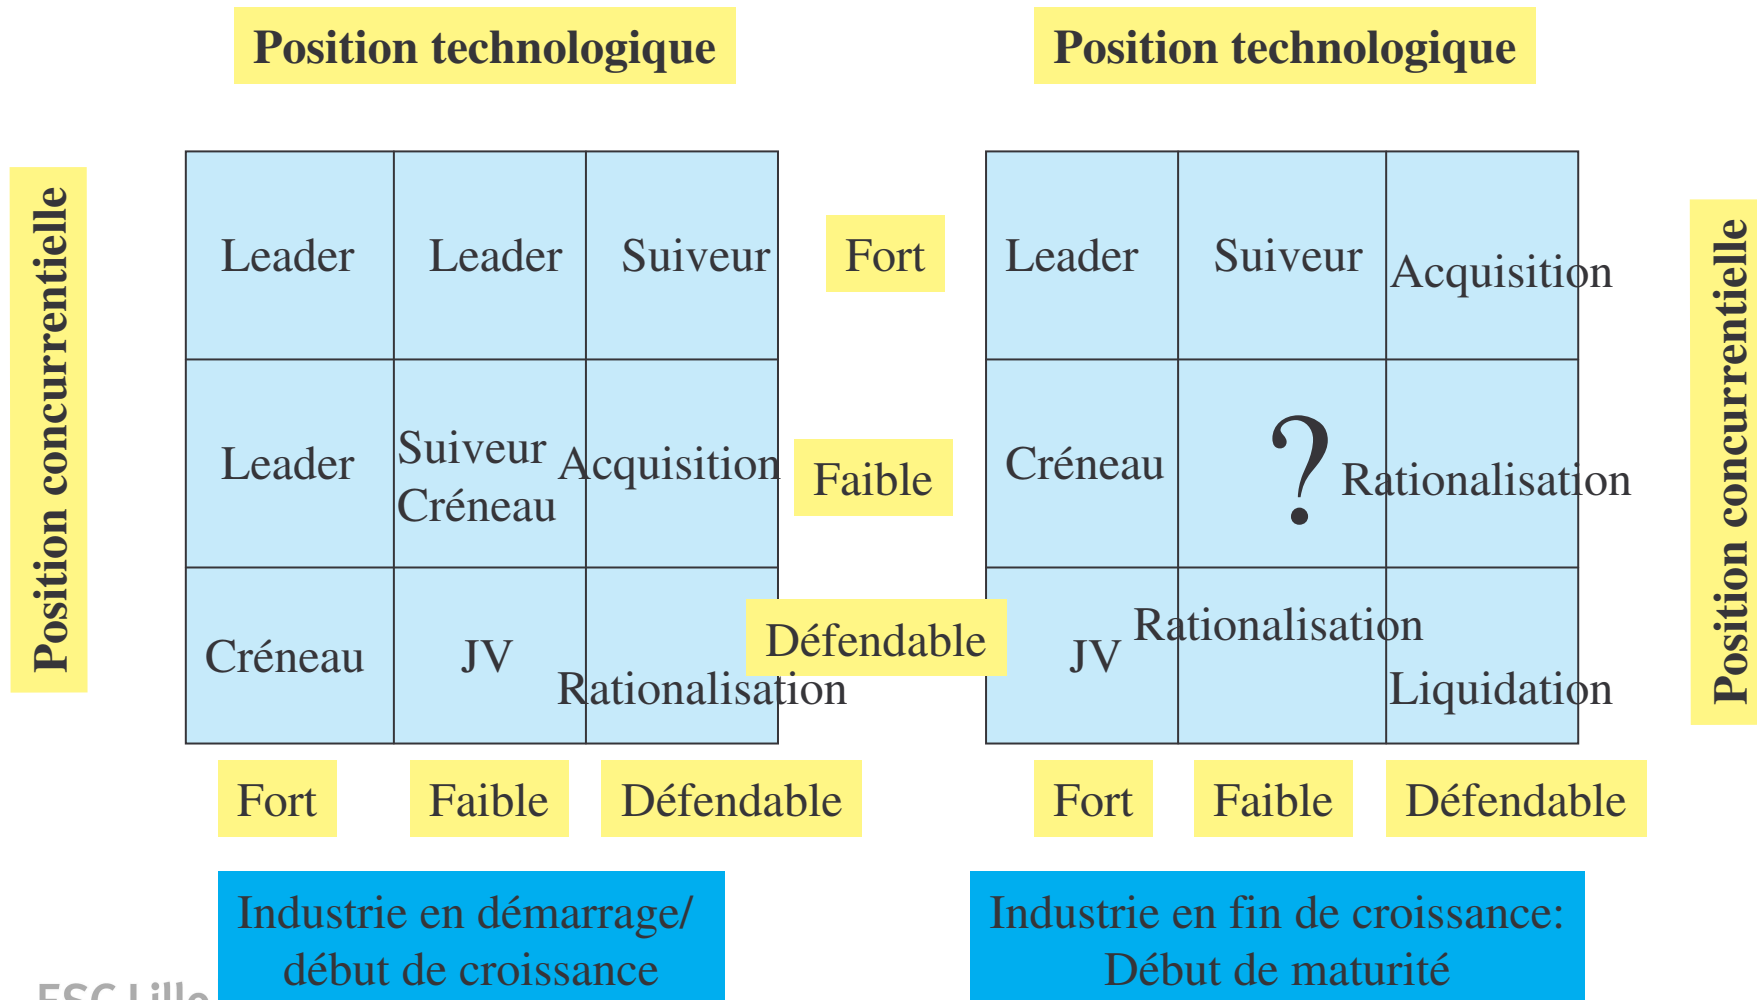 Position technologique
Position technologique
Position concurrentielle
Leader
Leader
Suiveur
Fort
Leader
Suiveur
Acquisition
Position concurrentielle
Leader
Suiveur
Créneau
Acquisition
Faible
Créneau
?
Rationalisation
Créneau
JV
Rationalisation
Défendable
JV
Rationalisation
Liquidation
Fort
Faible
Défendable
Fort
Faible
Défendable
Industrie en démarrage/
début de croissance
Industrie en fin de croissance:
Début de maturité
ESC Lille